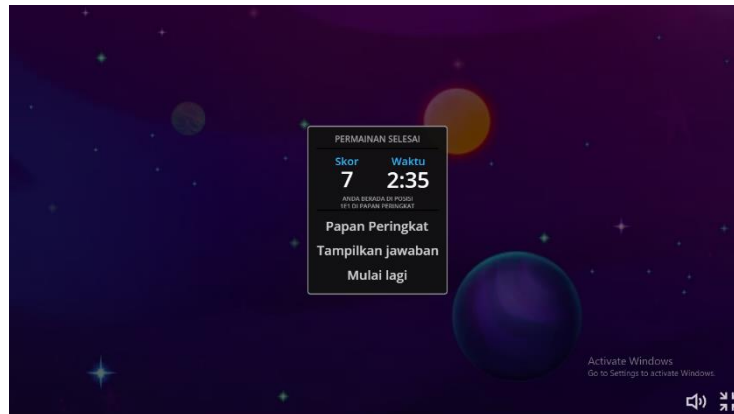 PERMAINAN SELESAI
Skor Waktu
7 2:35
ANDA BERADA DI POSISI
DI PAPAN PERINGKAT
Papan Peringkat
Tampilkan jawaban
Mulai lagi
Activate Windows
Go to Settings to activate Windows.